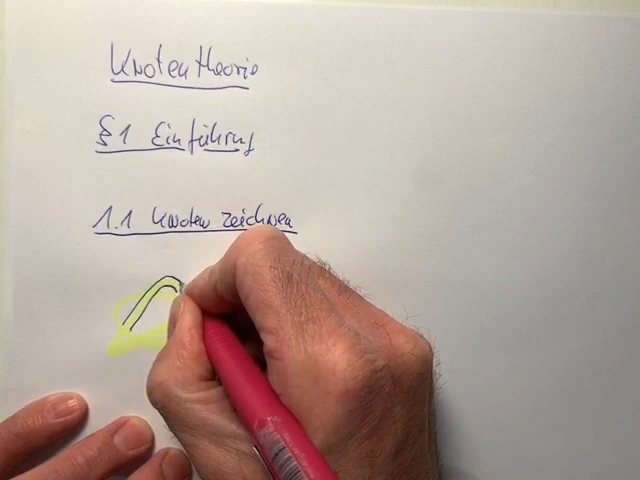 Knotentheorie
§1 Einführung
1.1 Knoten zeichnen